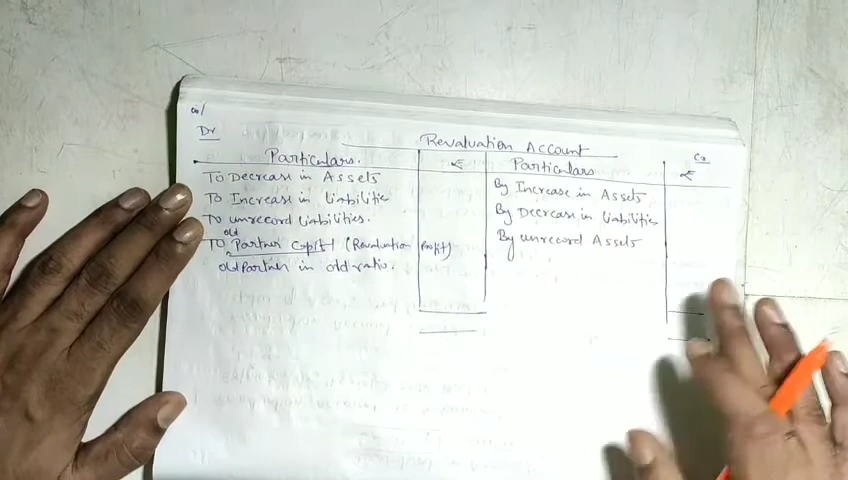 Dr
Revaluation Account
Cr
Particulars.
Particulars
To Decrease in Assets
To Increase in liabilities
To unrecord liabilities.
old
To Partner capital (Revaluation Profit)
old Partner in old ratio.
By Increase in Assets
By Decrease in liabilities
By unrecord Assets